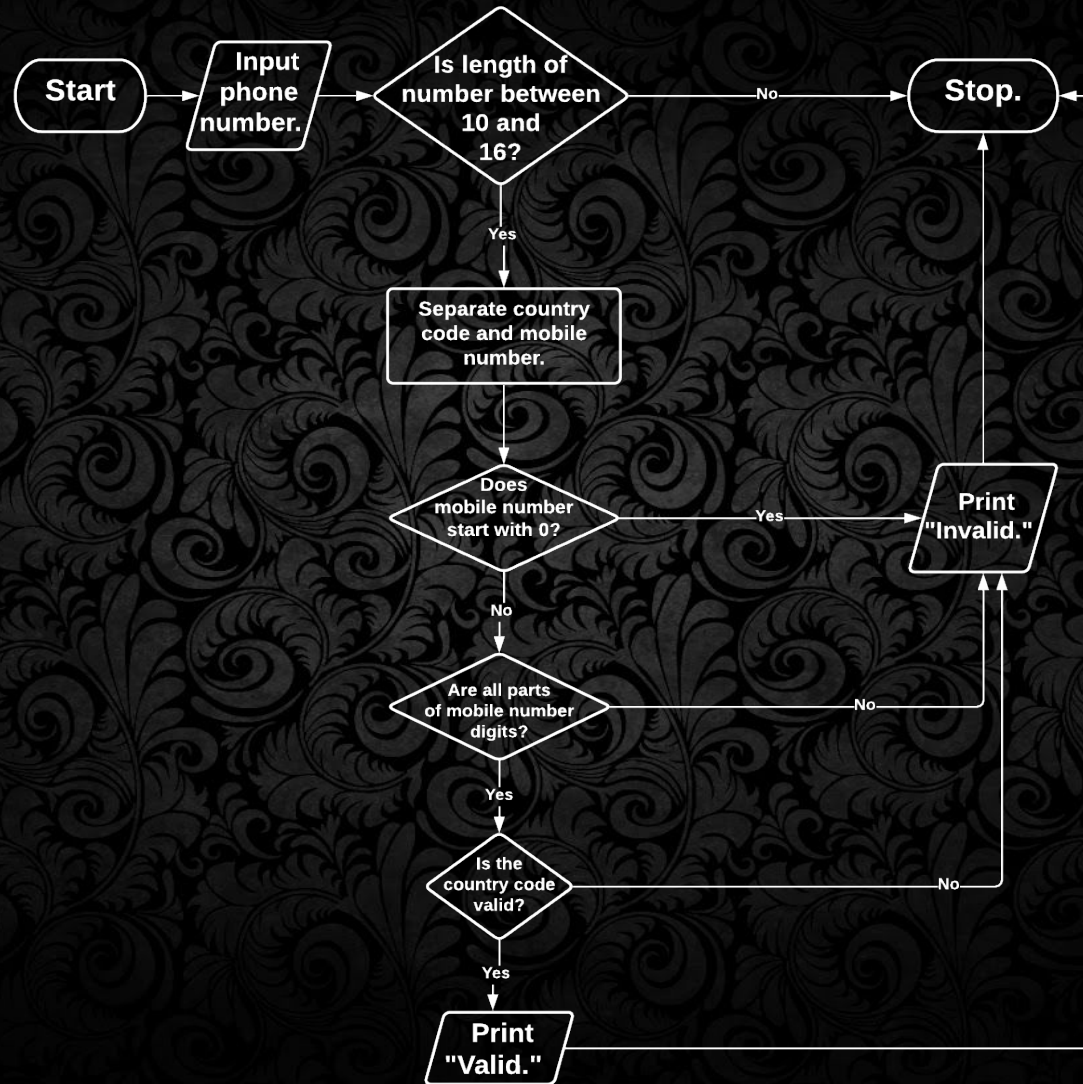 Start
Input
phone
number.
Is length of
number between
10 and
16?
No
Stop.
Yes
Separate country
code and mobile
number.
Does
mobile number
start with 0?
Yes
Print
"Invalid."
No
Are all parts
of mobile number
digits?
No
Yes
Is the
country code
valid?
No
Yes
Print
"Valid."